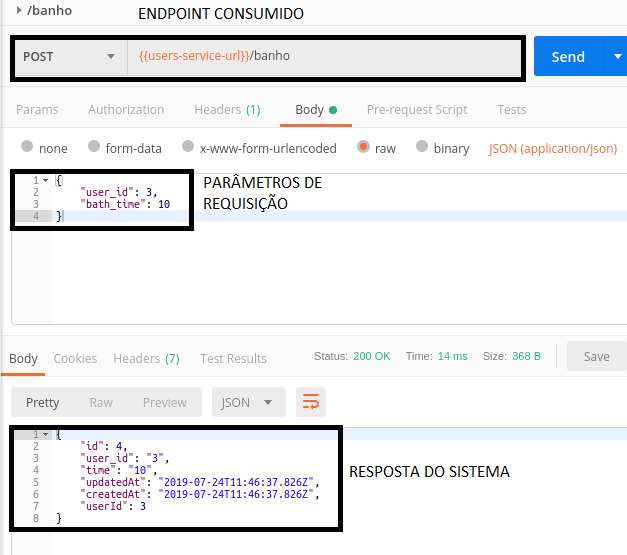 /banho
ENDPOINT CONSUMIDO
POST {{users-service-url}}/banho Send
Params Authorization Headers (1) Body Pre-request Script Tests
none form-data x-www-form-urlencoded raw binary JSON (application/json)
1 {
2 "user_id": 3,
3 "bath_time": 10
4 }
PARÂMETROS DE
REQUISIÇÃO
Body Cookies Headers (7) Test Results Status: 200 OK Time: 14 ms Size: 368 B Save
Pretty Raw Preview JSON
1 {
2 "id": 4,
3 "user_id": "3",
4 "time": "10",
5 "updatedAt": "2019-07-24T11:46:37.826Z",
6 "createdAt": "2019-07-24T11:46:37.826Z",
7 "userId": 3
8 }
RESPOSTA DO SISTEMA